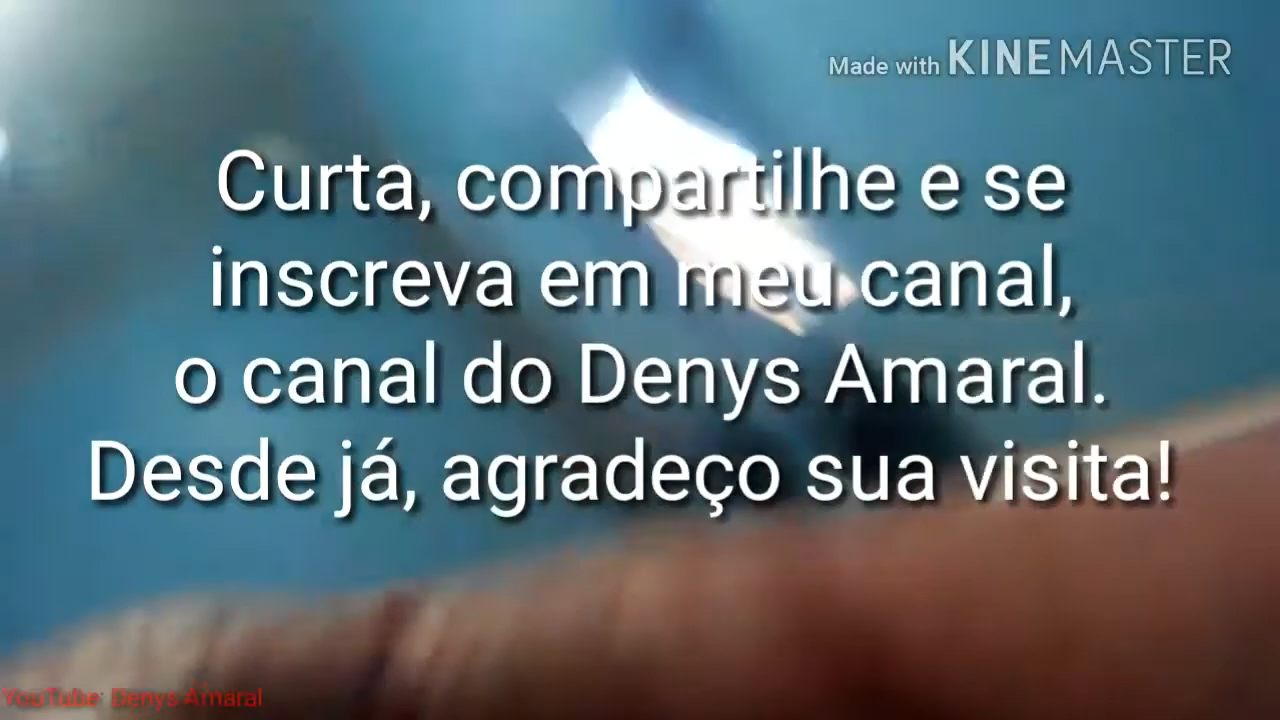 Made with KINEMASTER
Curta, compartilhe e se
inscreva em meu canal,
o canal do Denys Amaral.
Desde já, agradeço sua visita!
YouTube: Denys Amaral